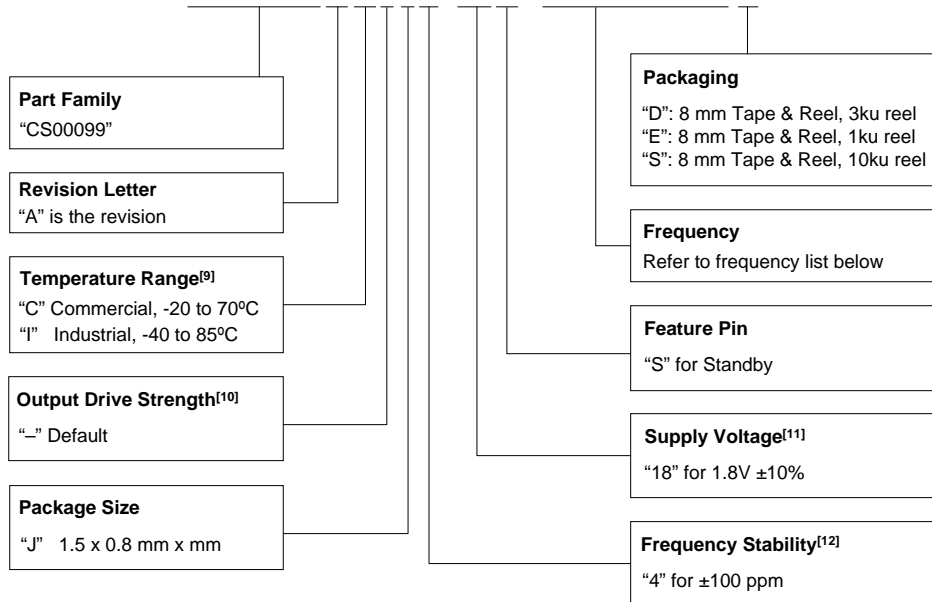 Part Family
“CS00099”
Revision Letter
“A” is the revision
Temperature Range[9]
“C” Commercial, -20 to 70ºC
“I” Industrial, -40 to 85ºC
Output Drive Strength[10]
“–” Default
Package Size
“J” 1.5 x 0.8 mm x mm
Packaging
“D”: 8 mm Tape & Reel, 3ku reel
“E”: 8 mm Tape & Reel, 1ku reel
“S”: 8 mm Tape & Reel, 10ku reel
Frequency
Refer to frequency list below
Feature Pin
“S” for Standby
Supply Voltage[11]
“18” for 1.8V ±10%
Frequency Stability[12]
“4” for ±100 ppm